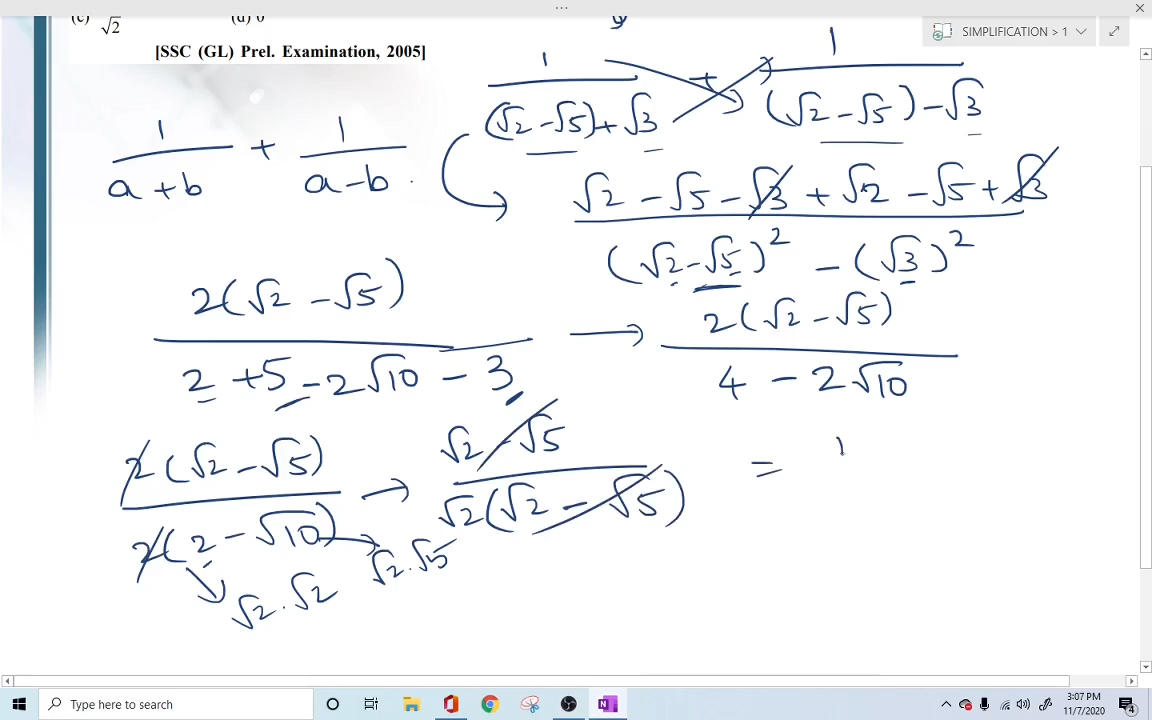 (c) √2 (d) 0
[SSC (GL) Prel. Examination, 2005]
SIMPLIFICATION > 1
1/((√2 - √5) + √3) + 1/((√2 - √5) - √3)
1/(a + b) + 1/(a - b)
(√2 - √5 - √3 + √2 - √5 + √3)/((√2 - √5)² - (√3)²)
2(√2 - √5)/(2 + 5 - 2√10 - 3) → 2(√2 - √5)/(4 - 2√10)
2(√2 - √5)/(2(2 - √10)) → (√2 - √5)/(√2(√2 - √5)) = 1
√2 · √2 √2 · √5
Type here to search
3:07 PM
11/7/2020
4